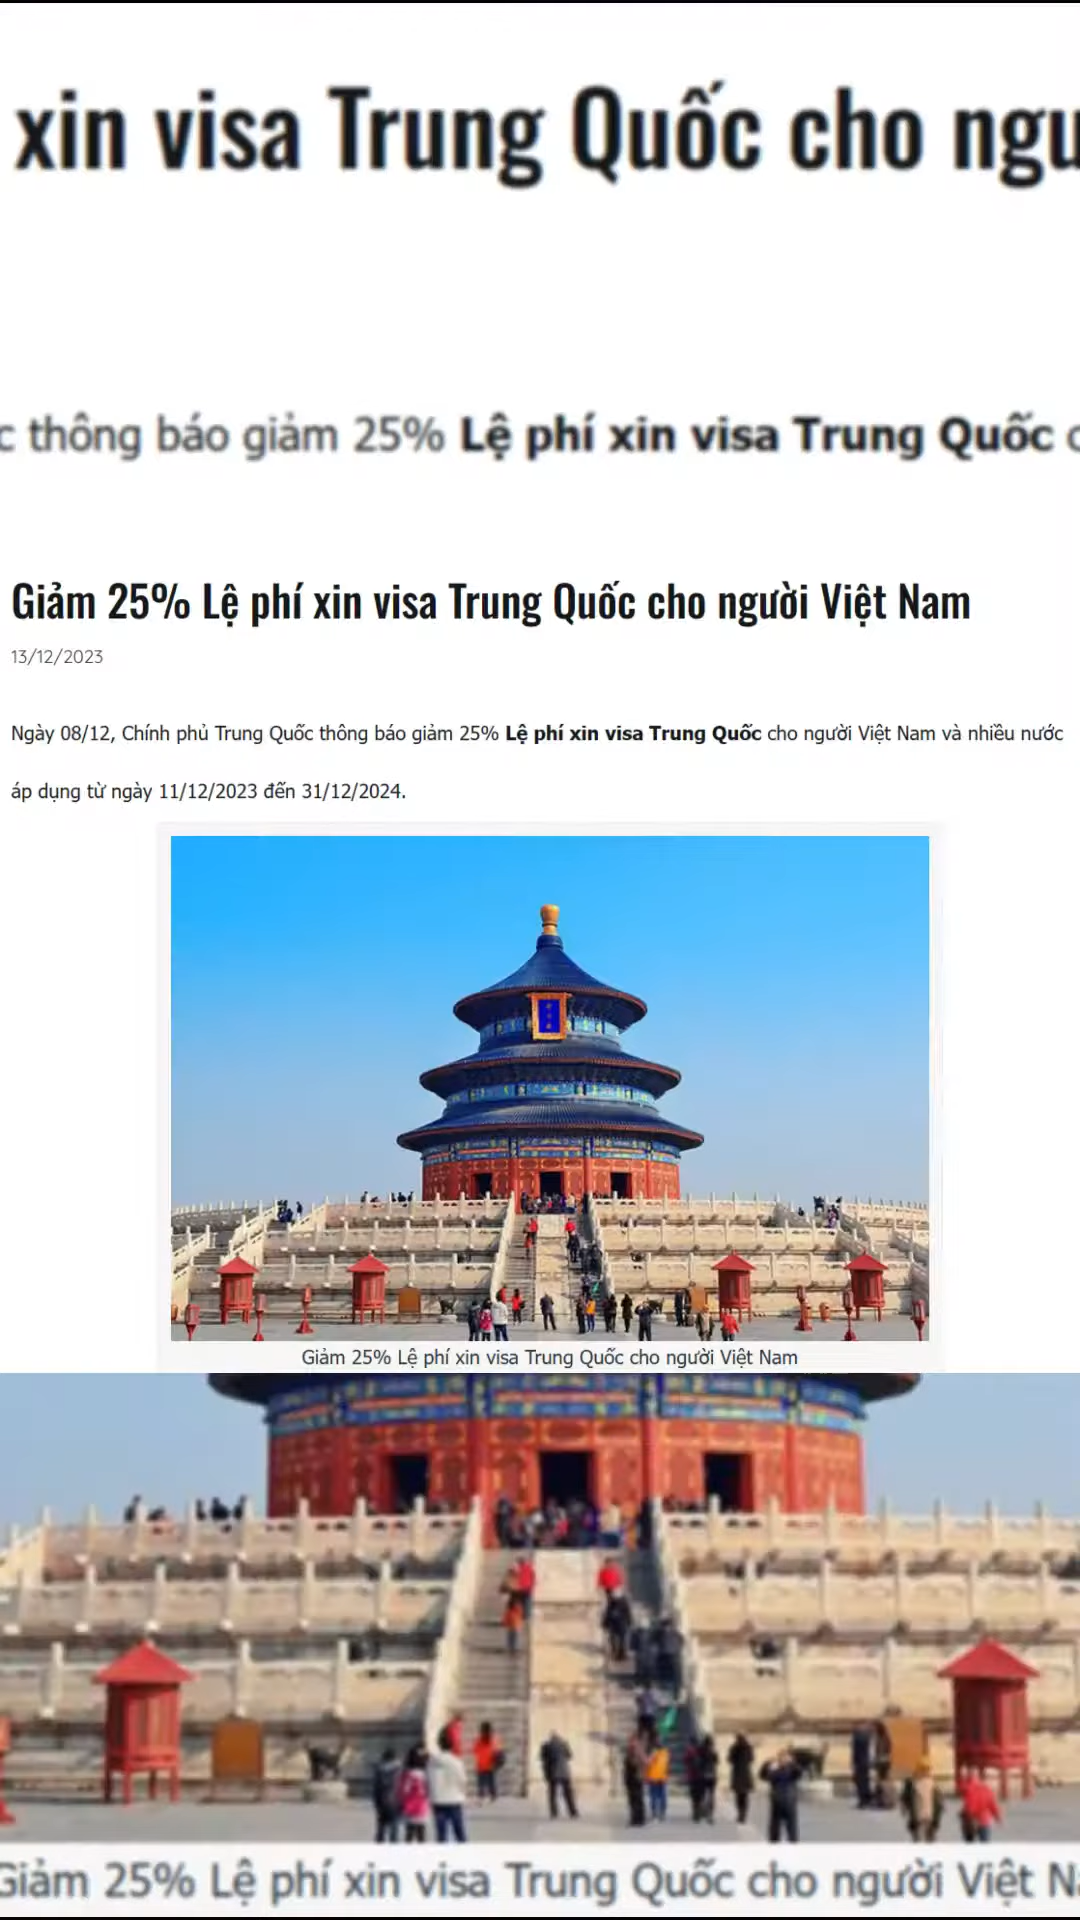 xin visa Trung Quốc cho
thông báo giảm 25% Lệ phí xin visa Trung Quốc
Giảm 25% Lệ phí xin visa Trung Quốc cho người Việt Nam
13/12/2023
Ngày 08/12, Chính phủ Trung Quốc thông báo giảm 25% Lệ phí xin visa Trung Quốc cho người Việt Nam và nhiều nước
áp dụng từ ngày 11/12/2023 đến 31/12/2024.
Giảm 25% Lệ phí xin visa Trung Quốc cho người Việt Nam
Giảm 25% Lệ phí xin visa Trung Quốc cho người Việt